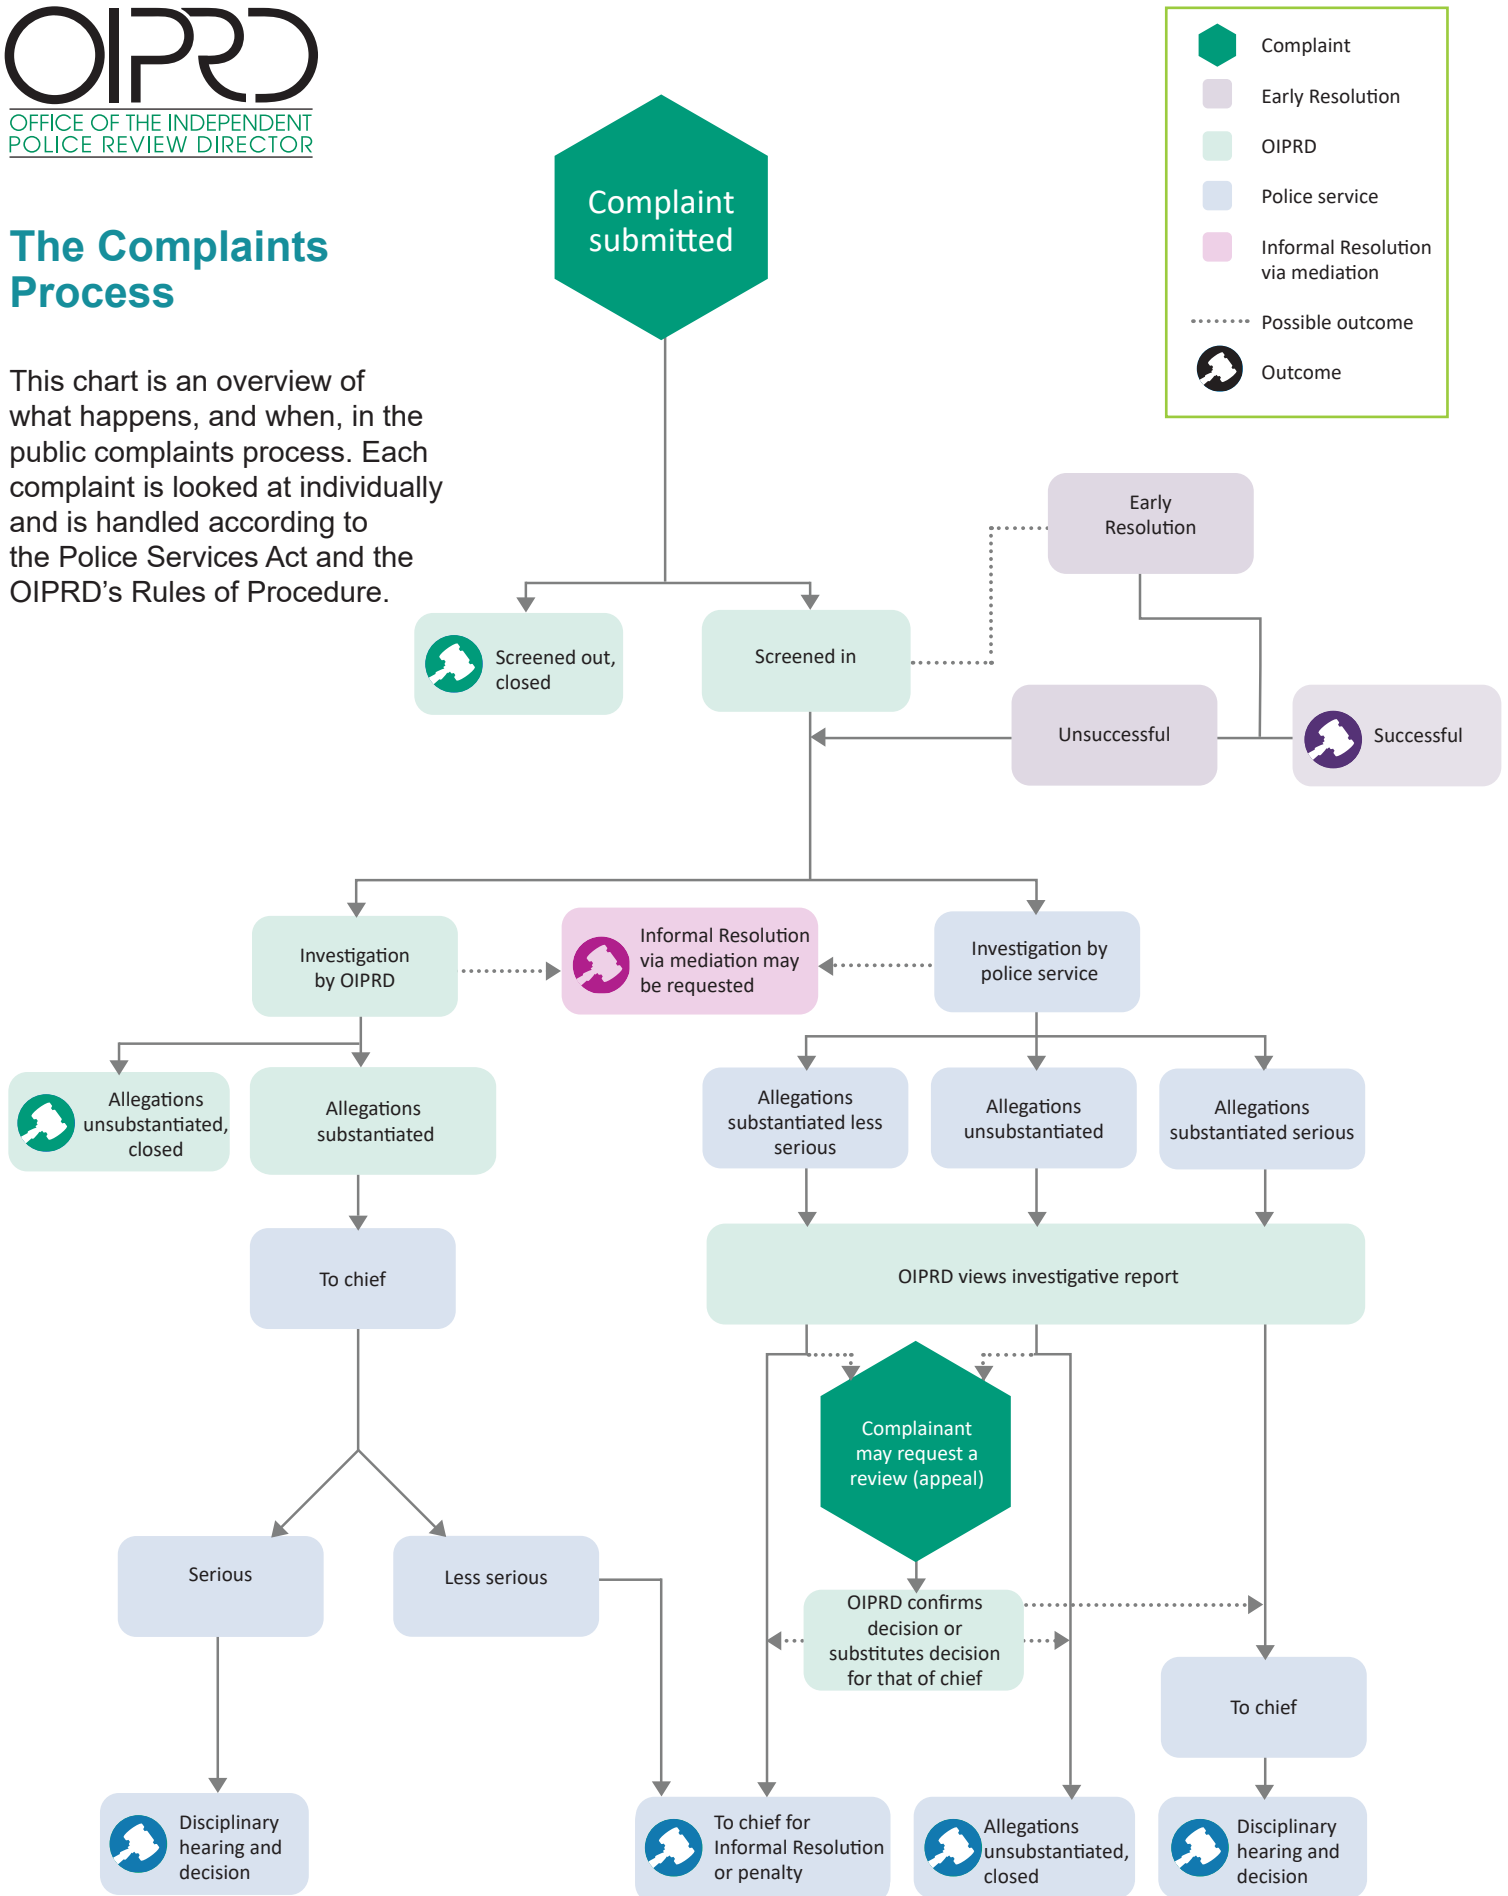 OIPRD
OFFICE OF THE INDEPENDENT
POLICE REVIEW DIRECTOR
The Complaints
Process
This chart is an overview of
what happens, and when, in the
public complaints process. Each
complaint is looked at individually
and is handled according to
the Police Services Act and the
OIPRD’s Rules of Procedure.
Complaint
Early Resolution
OIPRD
Police service
Informal Resolution
via mediation
Possible outcome
Outcome
Complaint
submitted
Early
Resolution
Screened out,
closed
Screened in
Unsuccessful
Successful
Investigation
by OIPRD
Informal Resolution
via mediation may
be requested
Investigation by
police service
Allegations
unsubstantiated,
closed
Allegations
substantiated
Allegations
substantiated less
serious
Allegations
unsubstantiated
Allegations
substantiated serious
To chief
OIPRD views investigative report
Complainant
may request a
review (appeal)
Serious
Less serious
OIPRD confirms
decision or
substitutes decision
for that of chief
To chief
Disciplinary
hearing and
decision
To chief for
Informal Resolution
or penalty
Allegations
unsubstantiated,
closed
Disciplinary
hearing and
decision